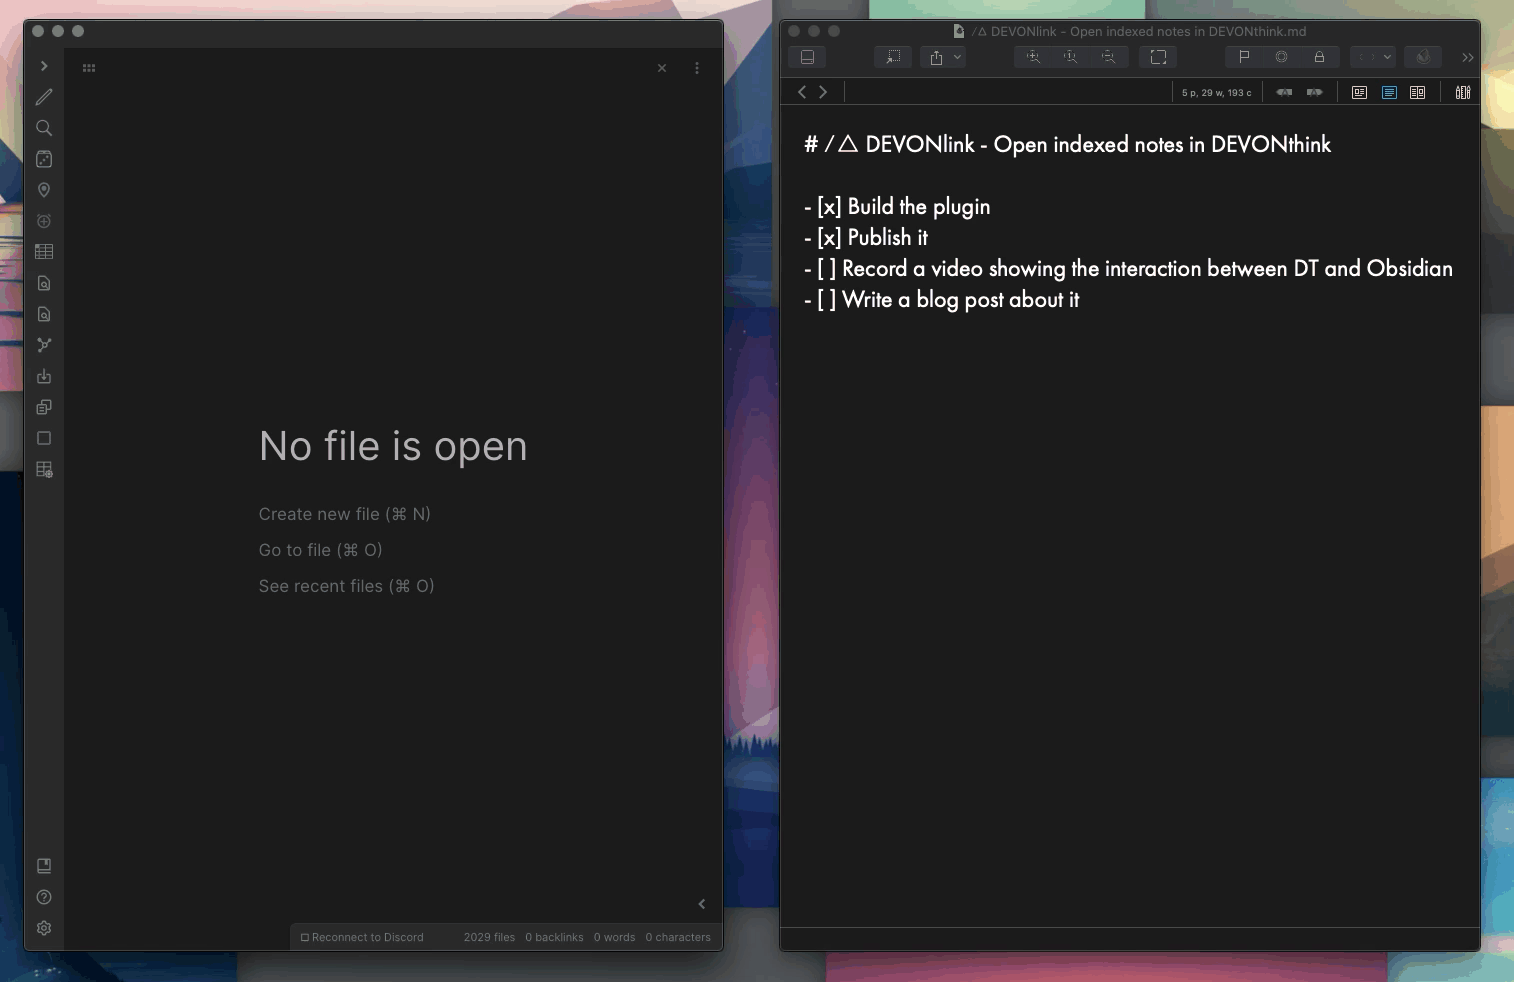 No file is open
Create new file (⌘ N)
Go to file (⌘ O)
See recent files (⌘ O)
Reconnect to Discord 2029 files 0 backlinks 0 words 0 characters
/△ DEVONlink - Open indexed notes in DEVONthink.md
5 p, 29 w, 193 c
# /△ DEVONlink - Open indexed notes in DEVONthink
- [x] Build the plugin
- [x] Publish it
- [ ] Record a video showing the interaction between DT and Obsidian
- [ ] Write a blog post about it